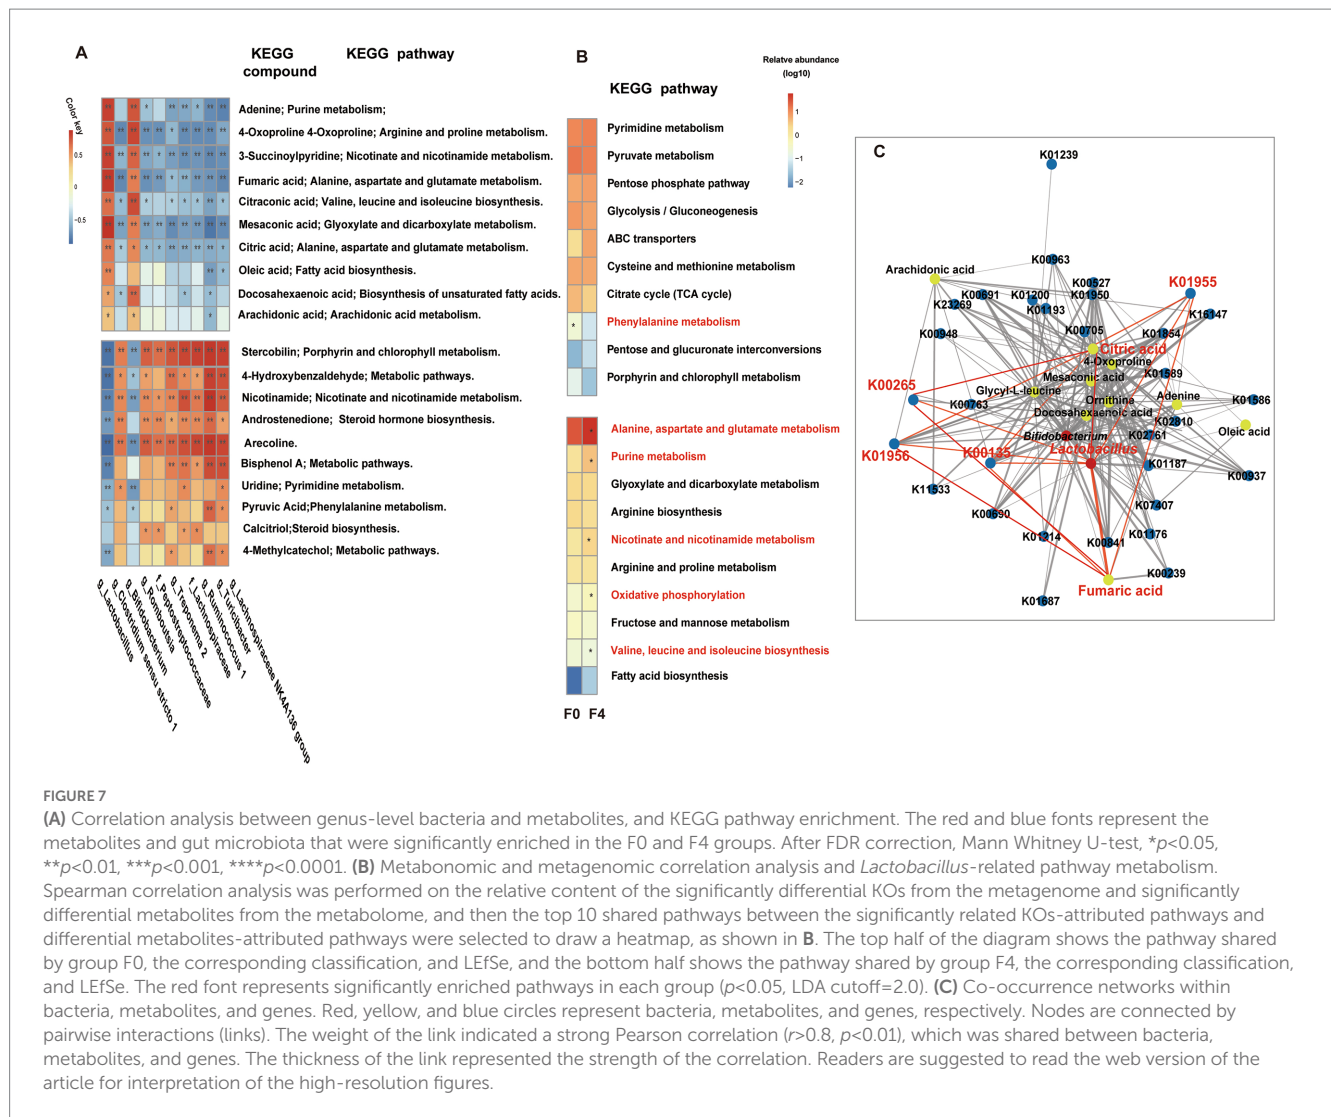 A
KEGG compound
KEGG pathway
Color key
0.5
0
−0.5
Adenine; Purine metabolism;
4-Oxoproline 4-Oxoproline; Arginine and proline metabolism.
3-Succinoylpyridine; Nicotinate and nicotinamide metabolism.
Fumaric acid; Alanine, aspartate and glutamate metabolism.
Citraconic acid; Valine, leucine and isoleucine biosynthesis.
Mesaconic acid; Glyoxylate and dicarboxylate metabolism.
Citric acid; Alanine, aspartate and glutamate metabolism.
Oleic acid; Fatty acid biosynthesis.
Docosahexaenoic acid; Biosynthesis of unsaturated fatty acids.
Arachidonic acid; Arachidonic acid metabolism.
Stercobilin; Porphyrin and chlorophyll metabolism.
4-Hydroxybenzaldehyde; Metabolic pathways.
Nicotinamide; Nicotinate and nicotinamide metabolism.
Androstenedione; Steroid hormone biosynthesis.
Arecoline.
Bisphenol A; Metabolic pathways.
Uridine; Pyrimidine metabolism.
Pyruvic Acid;Phenylalanine metabolism.
Calcitriol;Steroid biosynthesis.
4-Methylcatechol; Metabolic pathways.
g_Lactobacillus
g_Clostridium sensu stricto 1
g_Bifidobacterium
g_Romboutsia
f_Peptostreptococcaceae
g_Treponema 2
f_Lachnospiraceae
g_Ruminococcus 1
g_Turicibacter
g_Lachnospiraceae NK4A136 group
B
KEGG pathway
Relatve abundance
(log10)
1
0
−1
−2
Pyrimidine metabolism
Pyruvate metabolism
Pentose phosphate pathway
Glycolysis / Gluconeogenesis
ABC transporters
Cysteine and methionine metabolism
Citrate cycle (TCA cycle)
Phenylalanine metabolism
Pentose and glucuronate interconversions
Porphyrin and chlorophyll metabolism
Alanine, aspartate and glutamate metabolism
Purine metabolism
Glyoxylate and dicarboxylate metabolism
Arginine biosynthesis
Nicotinate and nicotinamide metabolism
Arginine and proline metabolism
Oxidative phosphorylation
Fructose and mannose metabolism
Valine, leucine and isoleucine biosynthesis
Fatty acid biosynthesis
F0 F4
C
K01239
K00963
Arachidonic acid
K00527
K01955
K00691
K01200
K01950
K23269
K01193
K16147
K00948
K00705
K01854
Citric acid
4-Oxoproline
K01589
Mesaconic acid
K00265
Glycyl-L-leucine
Adenine
K00763
Ornithine
K01586
Docosahexaenoic acid
K02810
Oleic acid
Bifidobacterium
K02761
K01956
K00135
Lactobacillus
K01187
K00937
K11533
K07407
K00690
K01214
K01176
K00841
K00239
Fumaric acid
K01687
FIGURE 7
(A) Correlation analysis between genus-level bacteria and metabolites, and KEGG pathway enrichment. The red and blue fonts represent the
metabolites and gut microbiota that were significantly enriched in the F0 and F4 groups. After FDR correction, Mann Whitney U-test, *p<0.05,
**p<0.01, ***p<0.001, ****p<0.0001. (B) Metabonomic and metagenomic correlation analysis and Lactobacillus-related pathway metabolism.
Spearman correlation analysis was performed on the relative content of the significantly differential KOs from the metagenome and significantly
differential metabolites from the metabolome, and then the top 10 shared pathways between the significantly related KOs-attributed pathways and
differential metabolites-attributed pathways were selected to draw a heatmap, as shown in B. The top half of the diagram shows the pathway shared
by group F0, the corresponding classification, and LEfSe, and the bottom half shows the pathway shared by group F4, the corresponding classification,
and LEfSe. The red font represents significantly enriched pathways in each group (p<0.05, LDA cutoff=2.0). (C) Co-occurrence networks within
bacteria, metabolites, and genes. Red, yellow, and blue circles represent bacteria, metabolites, and genes, respectively. Nodes are connected by
pairwise interactions (links). The weight of the link indicated a strong Pearson correlation (r>0.8, p<0.01), which was shared between bacteria,
metabolites, and genes. The thickness of the link represented the strength of the correlation. Readers are suggested to read the web version of the
article for interpretation of the high-resolution figures.